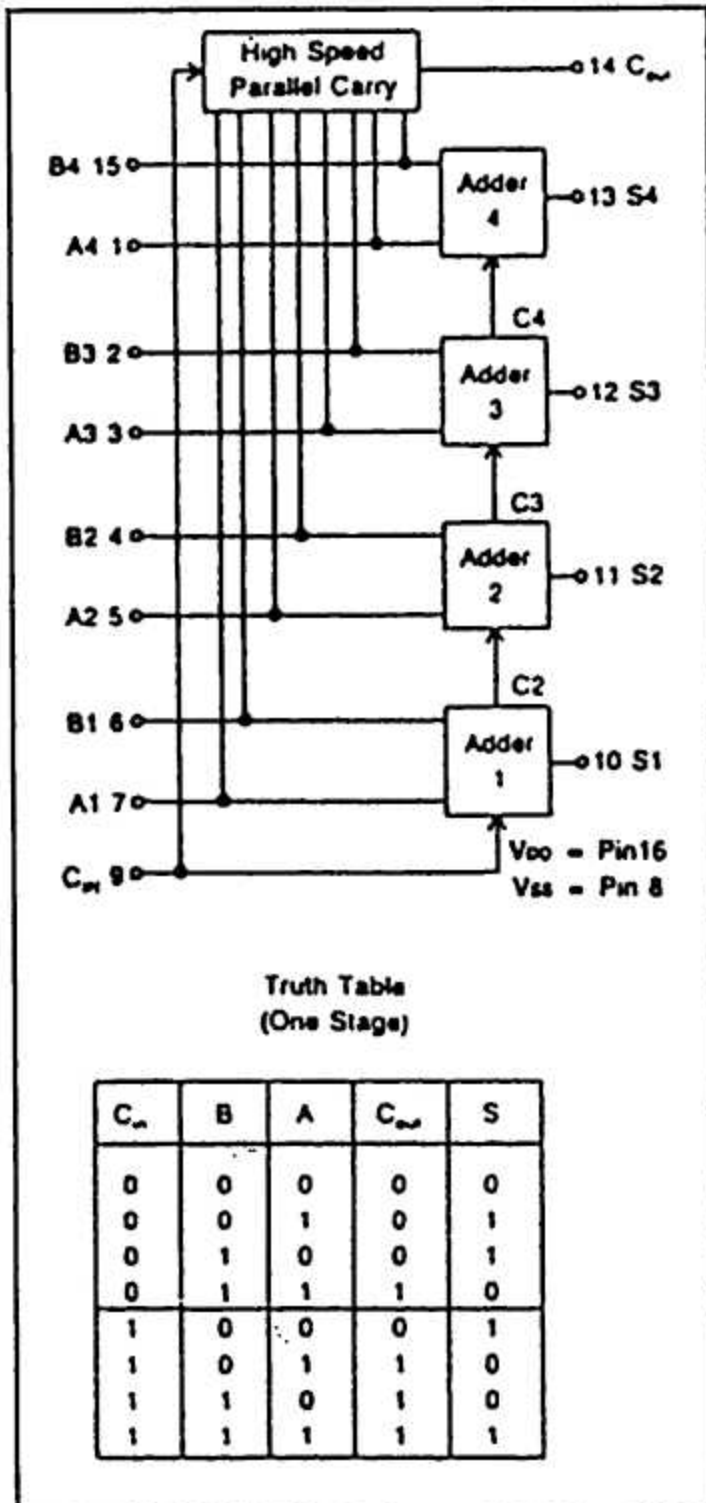 High Speed
Parallel Carry
14 Cout
B4 15
Adder
4
13 S4
A4 1
C4
B3 2
Adder
3
12 S3
A3 3
C3
B2 4
Adder
2
11 S2
A2 5
C2
B1 6
Adder
1
10 S1
A1 7
VDD = Pin16
Cin 9
VSS = Pin 8
Truth Table
(One Stage)
Cin B A Cout S
0 0 0 0 0
0 0 1 0 1
0 1 0 0 1
0 1 1 1 0
1 0 0 0 1
1 0 1 1 0
1 1 0 1 0
1 1 1 1 1